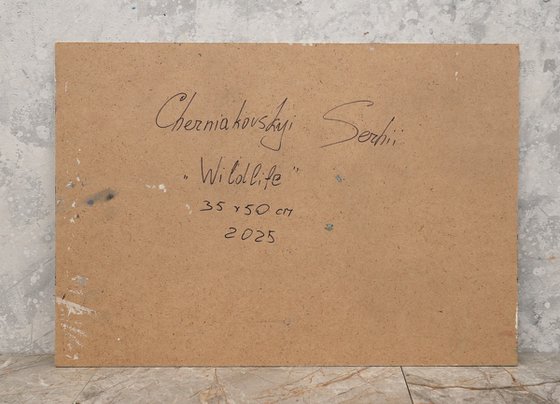 Cherniakovskyi Serhii
„Wildlife"
35 x 50 cm
2025